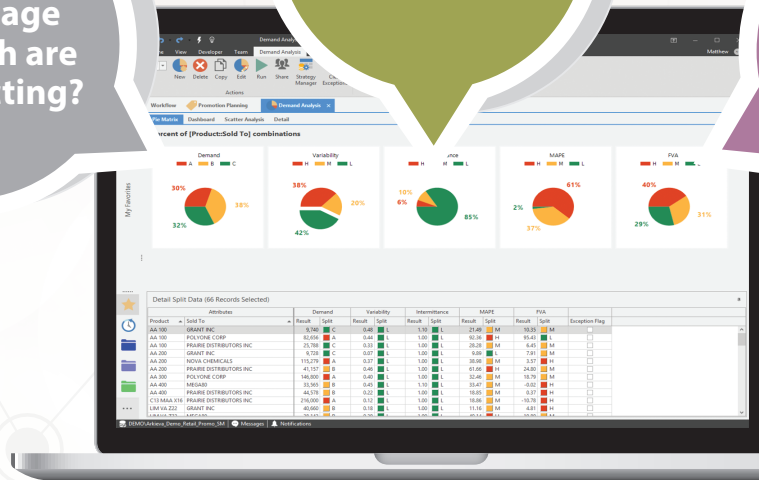 age
h are
ting?
Demand Analy
View Developer Team Demand Analysis
Matthew
New Delete Copy Edit Run Share Strategy Manager
Actions
Workflow Promotion Planning Demand Analysis ×
Pie Matrix Dashboard Scatter Analysis Detail
ercent of [Product::Sold To] combinations
Demand
A B C
30%
38%
32%
Variability
H M L
38%
20%
42%
ance
H M L
10%
6%
85%
MAPE
H M L
61%
2%
37%
FVA
H M
40%
31%
29%
My Favorites
Detail Split Data (66 Records Selected)
Attributes Demand Variability Intermittance MAPE FVA
Product Sold To Result Split Result Split Result Split Result Split Result Split Exception Flag
AA 100 GRANT INC 9,740 C 0.48 L 1.10 L 21.49 M 10.35 M
AA 100 POLYONE CORP 62,656 A 0.44 L 1.00 L 92.36 H 95.43 L
AA 100 PRAIRIE DISTRIBUTORS INC 25,768 C 0.33 L 1.00 L 28.28 M 6.45 M
AA 200 GRANT INC 9,728 C 0.07 L 1.00 L 9.89 L 7.91 M
AA 200 NOVA CHEMICALS 115,279 A 0.37 L 1.00 L 38.98 M 3.57 H
AA 200 PRAIRIE DISTRIBUTORS INC 41,157 B 0.46 L 1.00 L 61.66 H 24.80 M
AA 300 POLYONE CORP 146,600 A 0.40 L 1.00 L 32.46 M 18.79 M
AA 400 MEGA80 33,565 B 0.45 L 1.10 L 33.47 M -0.02 H
AA 400 PRAIRIE DISTRIBUTORS INC 44,578 B 0.22 L 1.00 L 18.85 M 0.37 H
C13 MAA X18 PRAIRIE DISTRIBUTORS INC 216,000 A 0.12 L 1.00 L 18.86 M -10.78 H
LIM VA Z22 GRANT INC 40,660 B 0.18 L 1.00 L 11.16 M 4.81 H
DEMO\Arkieva_Demo_Retail_Promo_SM Messages Notifications